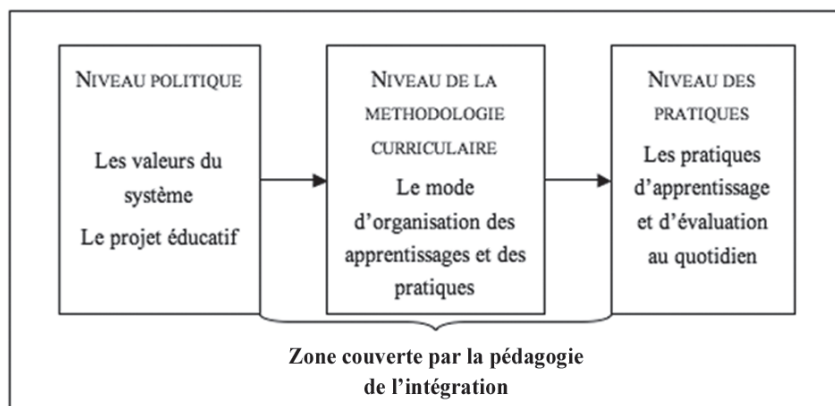 NIVEAU POLITIQUE
Les valeurs du
système
Le projet éducatif
NIVEAU DE LA
METHODOLOGIE
CURRICULAIRE
Le mode
d’organisation des
apprentissages et des
pratiques
NIVEAU DES
PRATIQUES
Les pratiques
d’apprentissage
et d’évaluation
au quotidien
Zone couverte par la pédagogie
de l’intégration